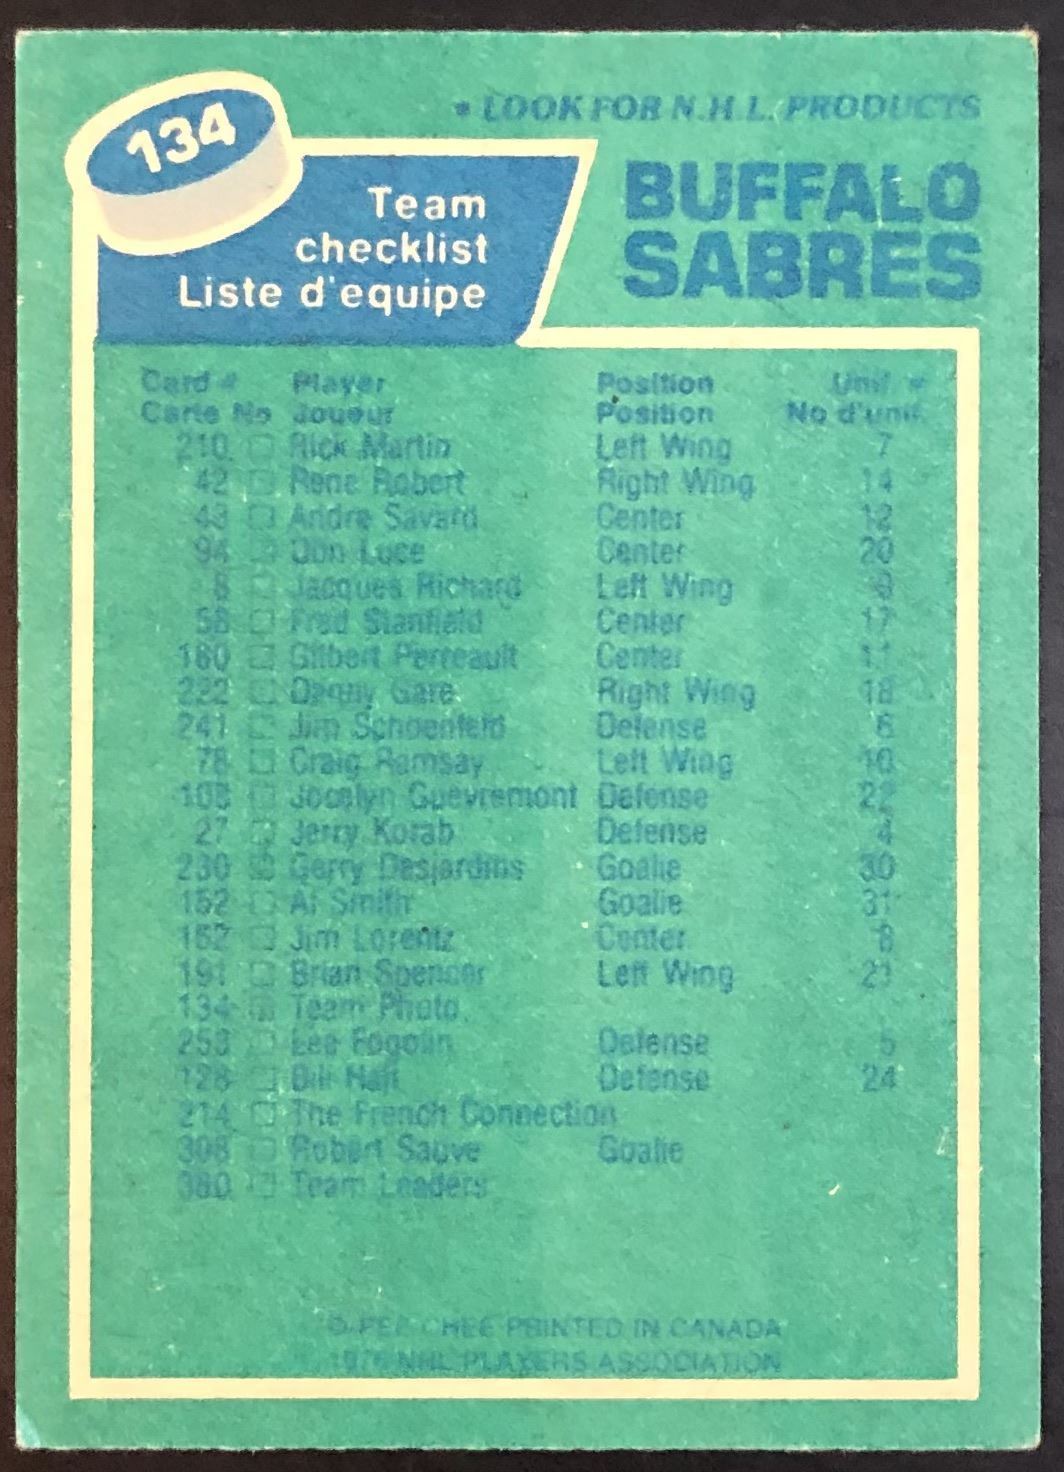 134
* LOOK FOR N.H.L. PRODUCTS
Team
checklist
Liste d'equipe
BUFFALO
SABRES
Card # Player Position Unif #
Carte No Joueur Position No d'unif.
210 Rick Martin Left Wing 7
42 Rene Robert Right Wing 14
43 Andre Savard Center 12
94 Don Luce Center 20
8 Jacques Richard Left Wing 9
58 Fred Stanfield Center 17
180 Gilbert Perreault Center 11
222 Danny Gare Right Wing 18
241 Jim Schoenfeld Defense 6
78 Craig Ramsay Left Wing 10
108 Jocelyn Guevremont Defense 22
27 Jerry Korab Defense 4
230 Gerry Desjardins Goalie 30
152 Al Smith Goalie 31
162 Jim Lorentz Center 8
191 Brian Spencer Left Wing 21
134 Team Photo
253 Lee Fogolin Defense 5
128 Bill Hajt Defense 24
214 The French Connection
308 Robert Sauve Goalie
380 Team Leaders
© PEE CHEE PRINTED IN CANADA
1976 NHL PLAYERS ASSOCIATION